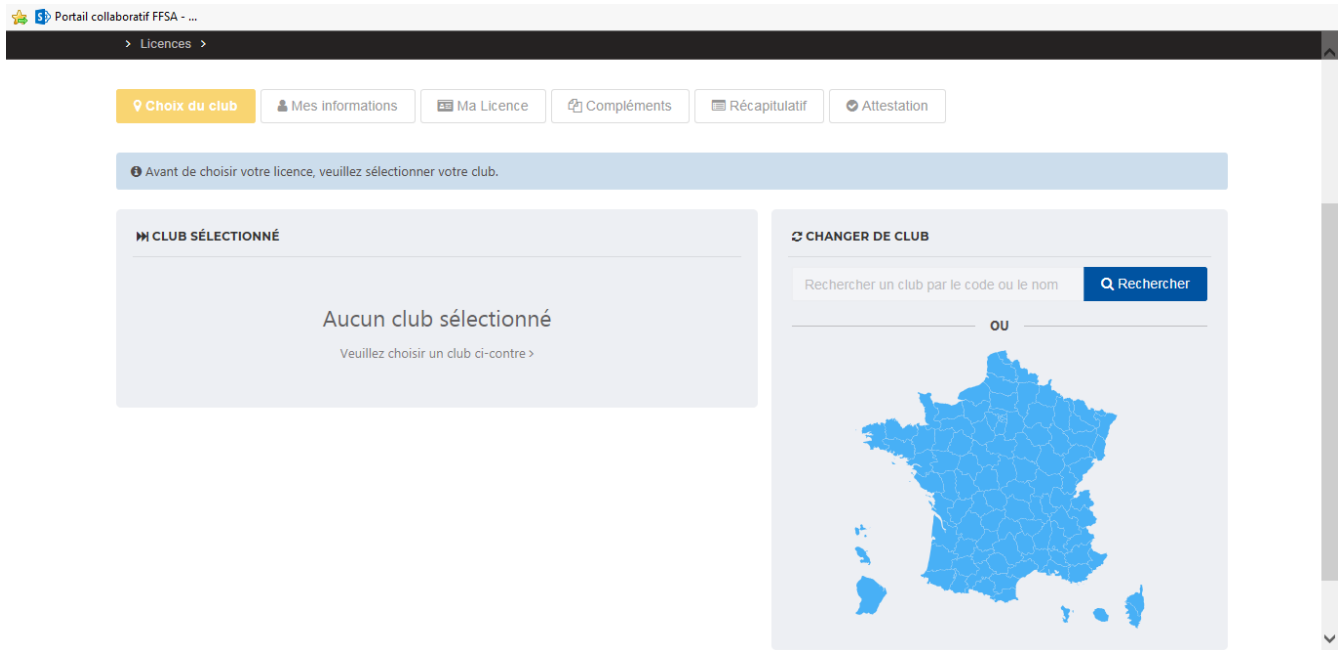 Portail collaboratif FFSA - ...
> Licences >
Choix du club
Mes informations
Ma Licence
Compléments
Récapitulatif
Attestation
Avant de choisir votre licence, veuillez sélectionner votre club.
CLUB SÉLECTIONNÉ
Aucun club sélectionné
Veuillez choisir un club ci-contre >
CHANGER DE CLUB
Rechercher un club par le code ou le nom
Rechercher
OU